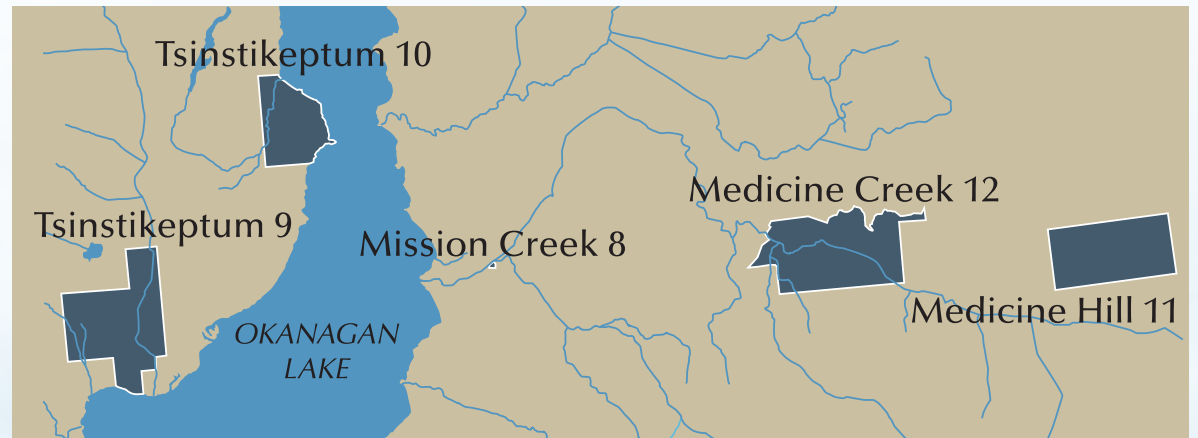 Tsinstikeptum 10
Medicine Creek 12
Tsinstikeptum 9
Mission Creek 8
Medicine Hill 11
OKANAGAN
LAKE